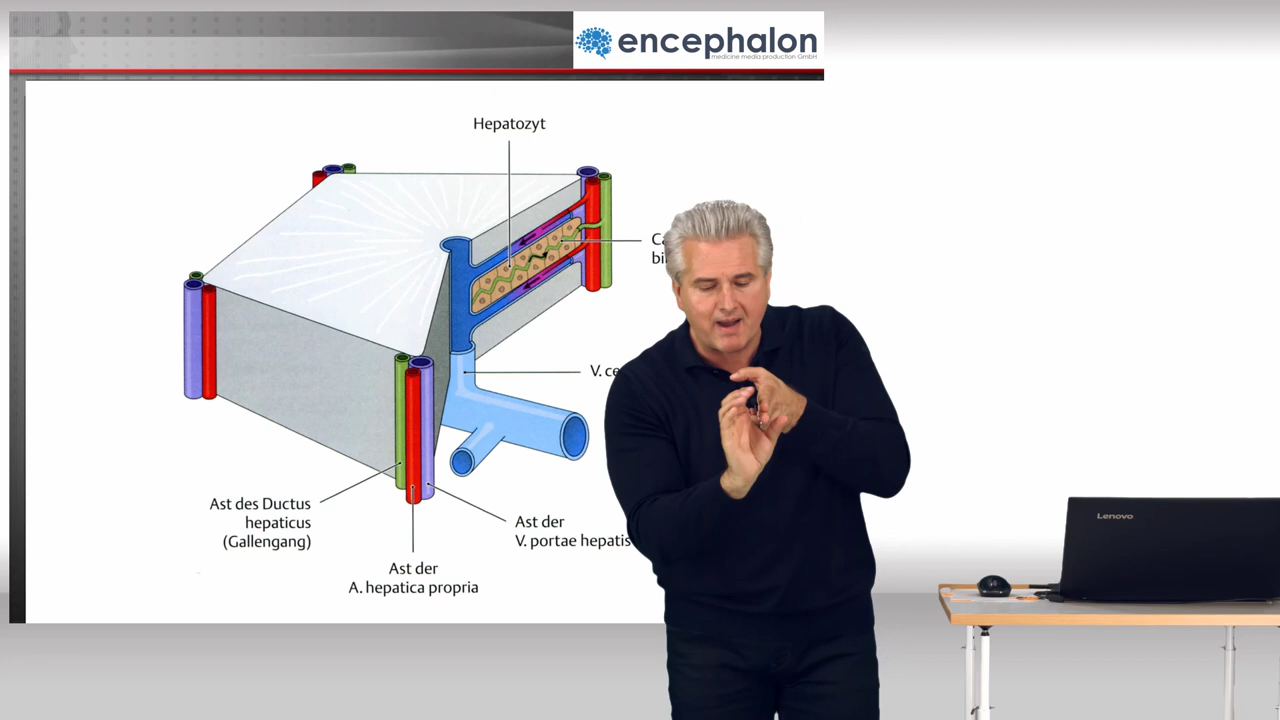 encephalon
medicine media production GmbH
Hepatozyt
V.
Ast des Ductus
hepaticus
(Gallengang)
Ast der
V. portae hepatis
Ast der
A. hepatica propria
Lenovo